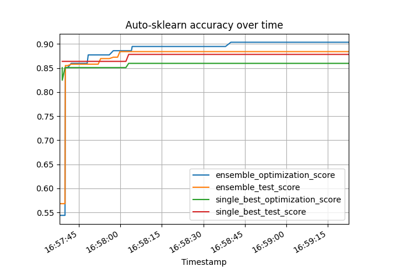 Auto-sklearn accuracy over time
0.90
0.85
0.80
0.75
0.70
0.65
0.60
0.55
ensemble_optimization_score
ensemble_test_score
single_best_optimization_score
single_best_test_score
16:57:45
16:58:00
16:58:15
16:58:30
16:58:45
16:59:00
16:59:15
Timestamp